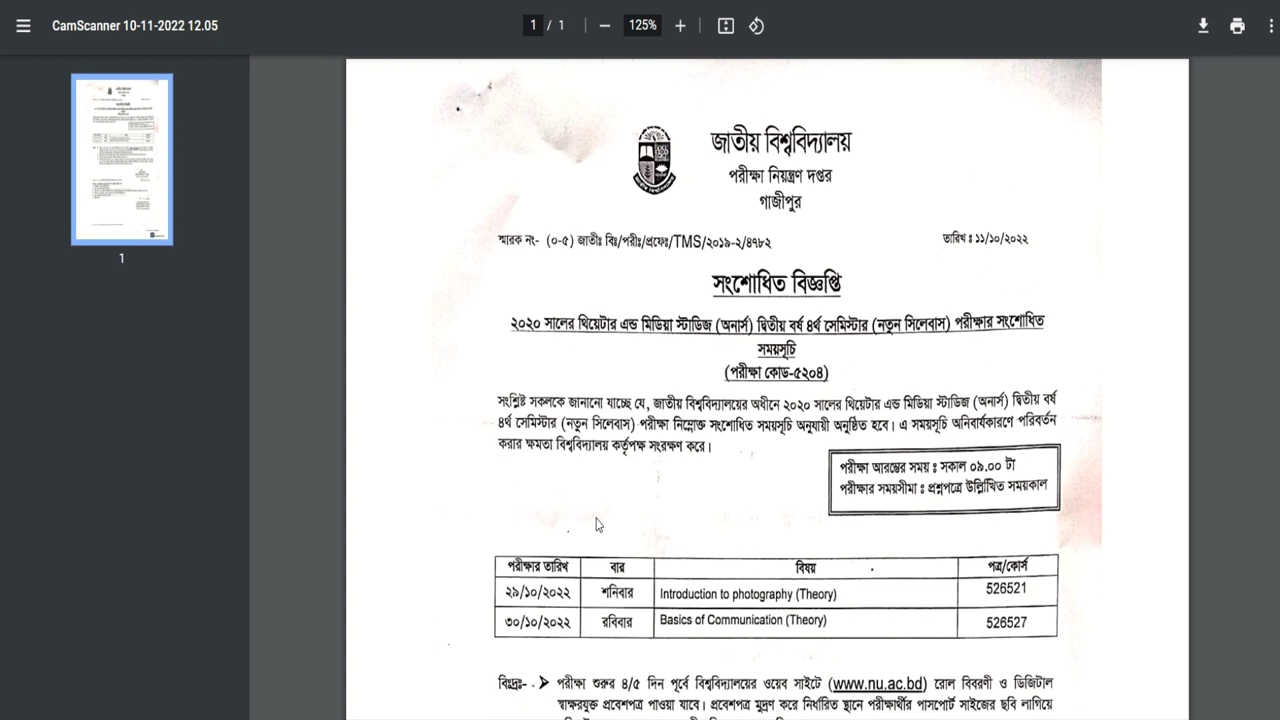 CamScanner 10-11-2022 12.05
1 / 1
125%
1
জাতীয় বিশ্ববিদ্যালয়
পরীক্ষা নিয়ন্ত্রণ দপ্তর
গাজীপুর
স্মারক নং- (০-৫) জাতীঃ বিঃ/পরীঃ/প্রফেঃ/TMS/২০১৯-২/৪৭৮২
তারিখ ঃ ১১/১০/২০২২
সংশোধিত বিজ্ঞপ্তি
২০২০ সালের থিয়েটার এন্ড মিডিয়া স্টাডিজ (অনার্স) দ্বিতীয় বর্ষ ৪র্থ সেমিস্টার (নতুন সিলেবাস) পরীক্ষার সংশোধিত
সময়সূচি
(পরীক্ষা কোড-৫২০৪)
সংশ্লিষ্ট সকলকে জানানো যাচ্ছে যে, জাতীয় বিশ্ববিদ্যালয়ের অধীনে ২০২০ সালের থিয়েটার এন্ড মিডিয়া স্টাডিজ (অনার্স) দ্বিতীয় বর্ষ
৪র্থ সেমিস্টার (নতুন সিলেবাস) পরীক্ষা নিম্নোক্ত সংশোধিত সময়সূচি অনুযায়ী অনুষ্ঠিত হবে। এ সময়সূচি অনিবার্যকারণে পরিবর্তন
করার ক্ষমতা বিশ্ববিদ্যালয় কর্তৃপক্ষ সংরক্ষণ করে।
পরীক্ষা আরম্ভের সময় ঃ সকাল ০৯.০০ টা
পরীক্ষার সময়সীমা ঃ প্রশ্নপত্রে উল্লিখিত সময়কাল
পরীক্ষার তারিখ বার বিষয় পত্র/কোর্স
২৯/১০/২০২২ শনিবার Introduction to photography (Theory) 526521
৩০/১০/২০২২ রবিবার Basics of Communication (Theory) 526527
বিঃদ্রঃ- ➤ পরীক্ষা শুরুর ৪/৫ দিন পূর্বে বিশ্ববিদ্যালয়ের ওয়েব সাইটে (www.nu.ac.bd) রোল বিবরণী ও ডিজিটাল
স্বাক্ষরযুক্ত প্রবেশপত্র পাওয়া যাবে। প্রবেশপত্র মুদ্রণ করে নির্ধারিত স্থানে পরীক্ষার্থীর পাসপোর্ট সাইজের ছবি লাগিয়ে